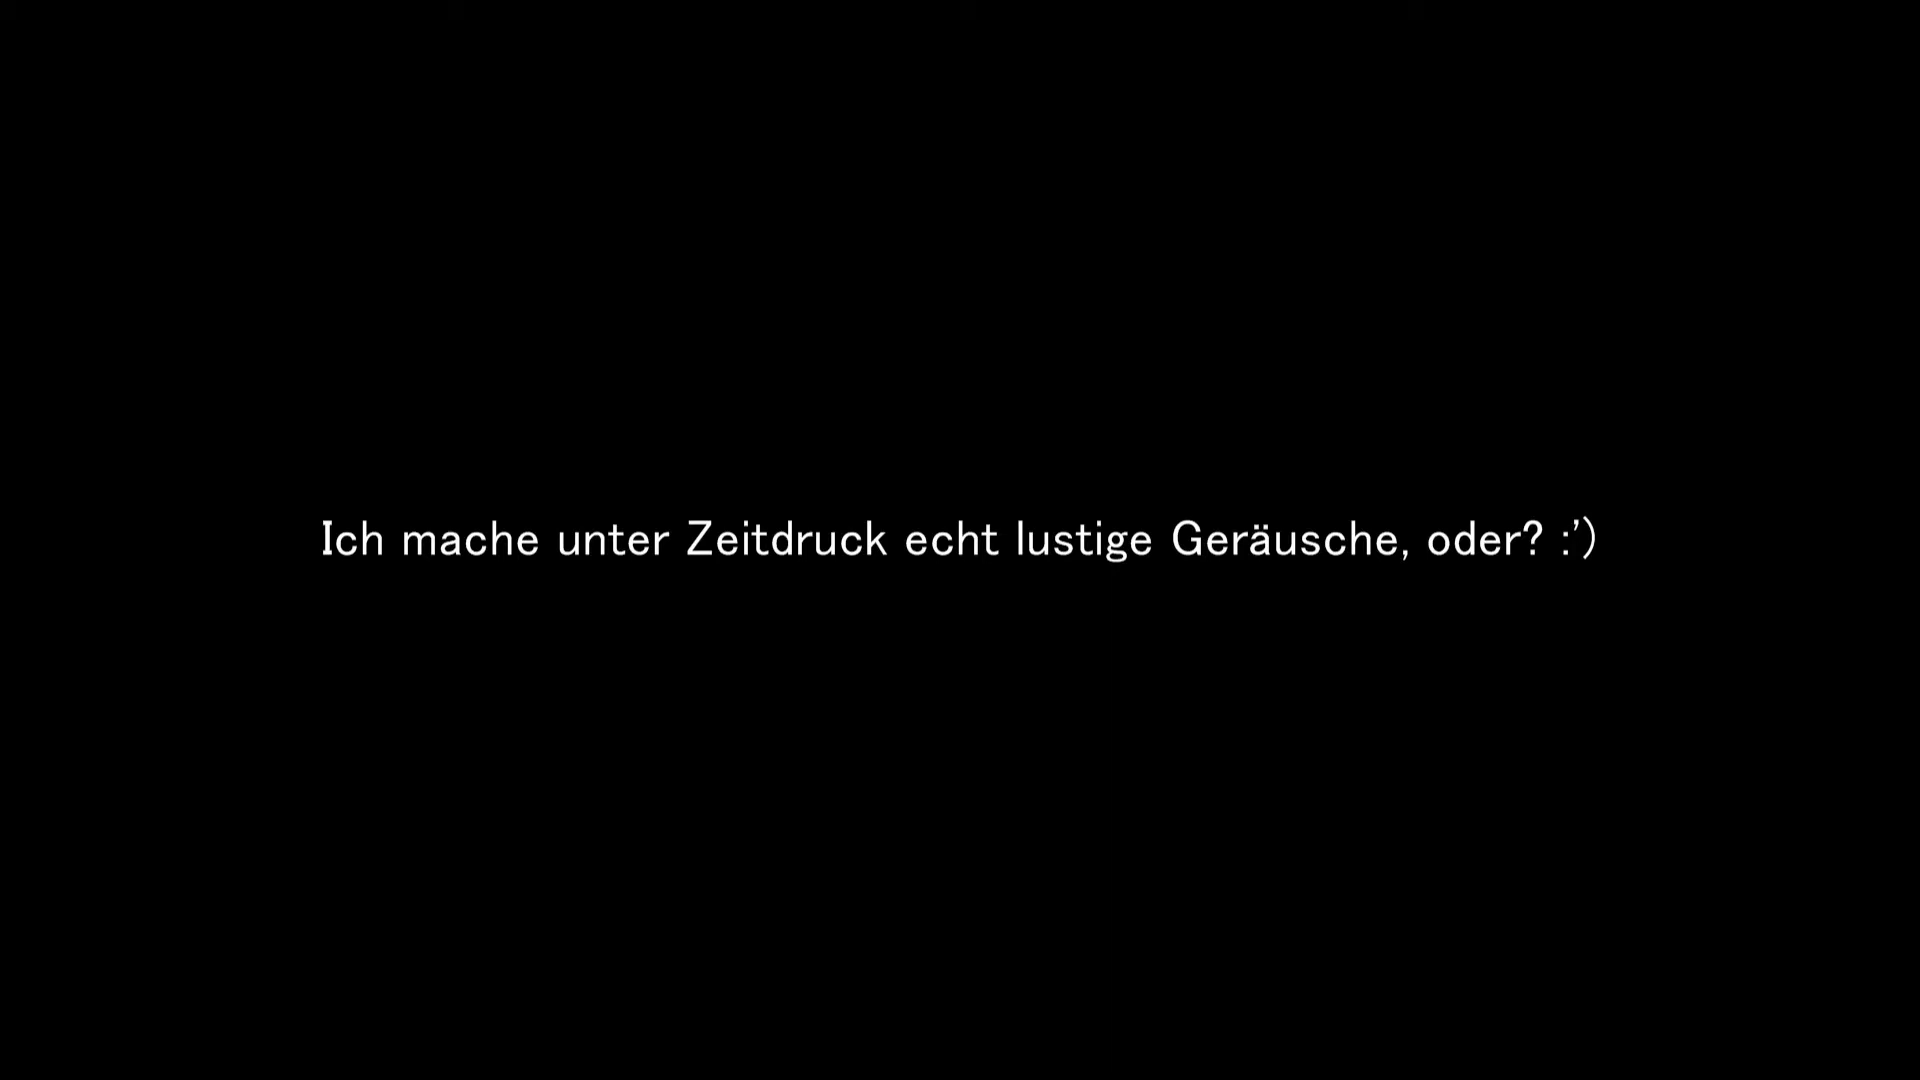 Ich mache unter Zeitdruck echt lustige Geräusche, oder? :')